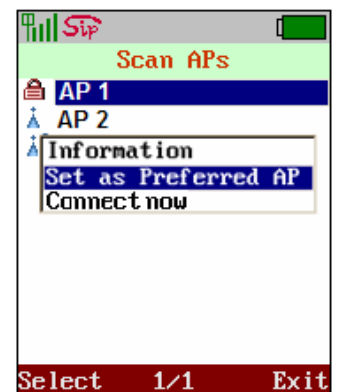 Sip
Scan APs
AP 1
AP 2
Information
Set as Preferred AP
Connect now
Select 1/1 Exit